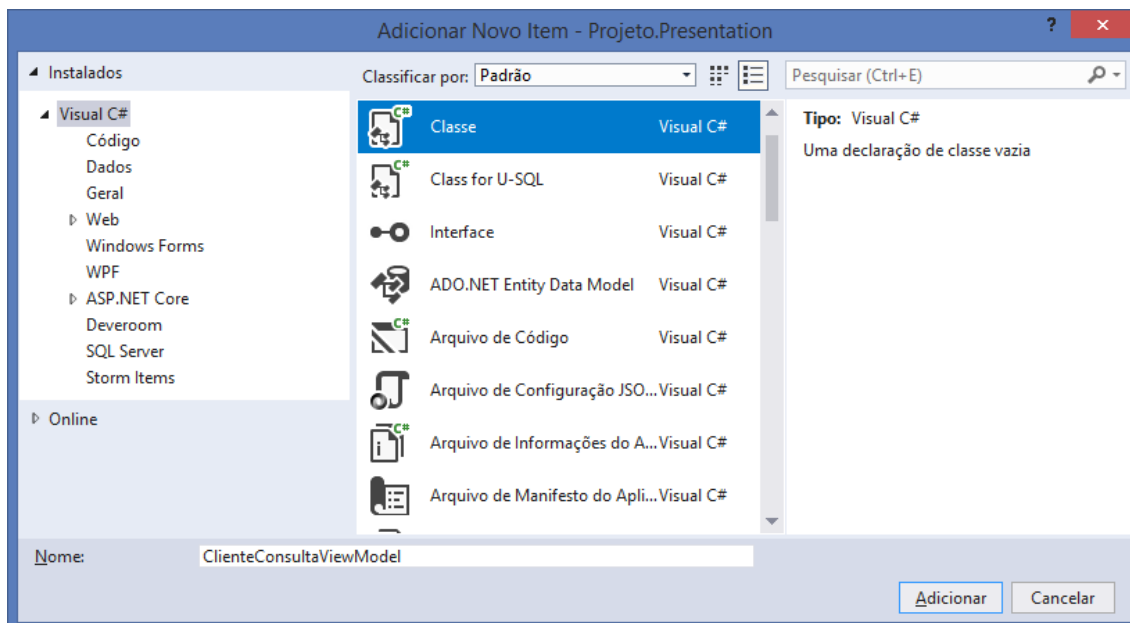 Adicionar Novo Item - Projeto.Presentation
?
Instalados
Visual C#
Código
Dados
Geral
Web
Windows Forms
WPF
ASP.NET Core
Deveroom
SQL Server
Storm Items
Online
Classificar por: Padrão
Classe Visual C#
Class for U-SQL Visual C#
Interface Visual C#
ADO.NET Entity Data Model Visual C#
Arquivo de Código Visual C#
Arquivo de Configuração JSO... Visual C#
Arquivo de Informações do A... Visual C#
Arquivo de Manifesto do Apli... Visual C#
Pesquisar (Ctrl+E)
Tipo: Visual C#
Uma declaração de classe vazia
Nome: ClienteConsultaViewModel
Adicionar Cancelar